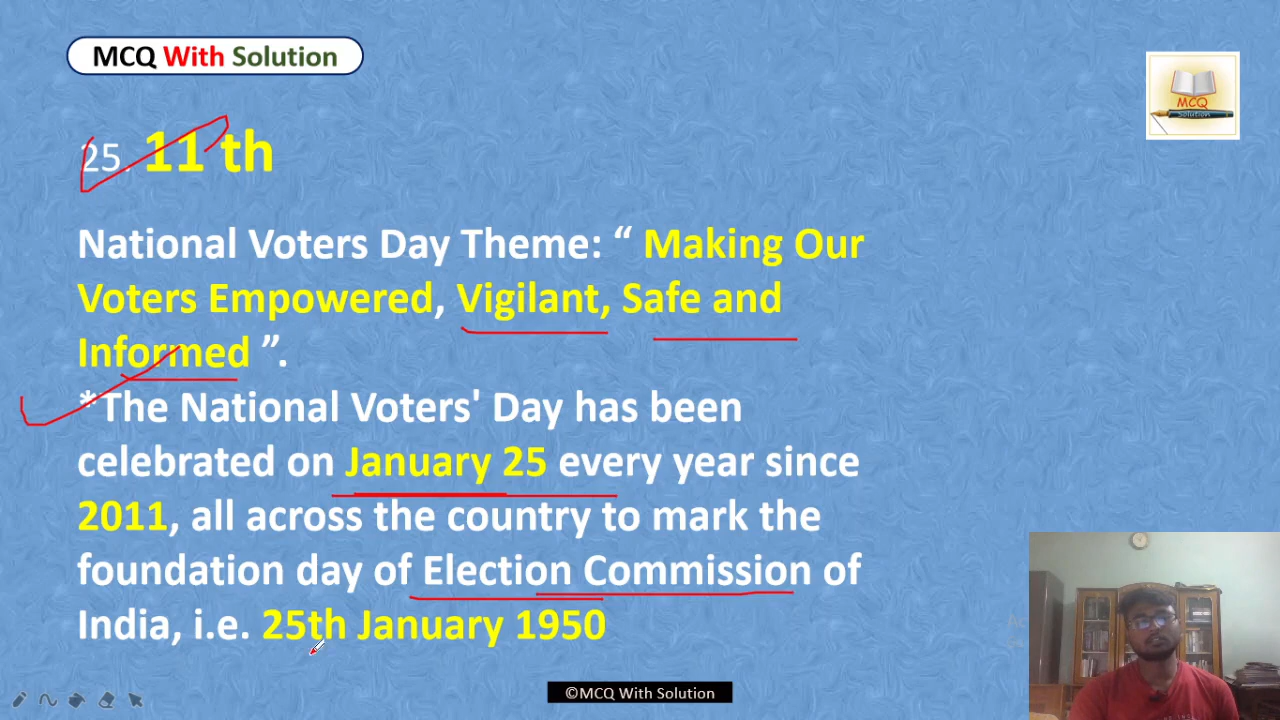 MCQ With Solution
MCQ
Solution
25. 11 th
National Voters Day Theme: “ Making Our
Voters Empowered, Vigilant, Safe and
Informed ”.
*The National Voters' Day has been
celebrated on January 25 every year since
2011, all across the country to mark the
foundation day of Election Commission of
India, i.e. 25th January 1950
©MCQ With Solution